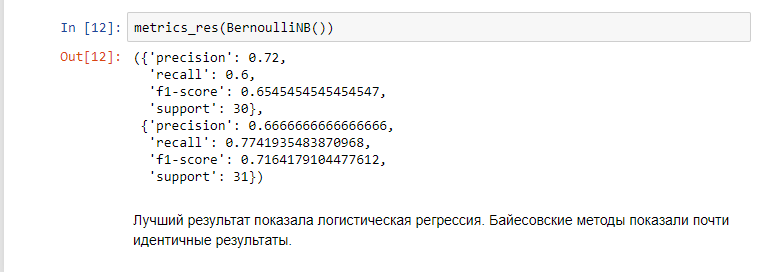 In [12]: metrics_res(BernoulliNB())
Out[12]: ({'precision': 0.72,
'recall': 0.6,
'f1-score': 0.6545454545454547,
'support': 30},
{'precision': 0.6666666666666666,
'recall': 0.7741935483870968,
'f1-score': 0.7164179104477612,
'support': 31})
Лучший результат показала логистическая регрессия. Байесовские методы показали почти
идентичные результаты.